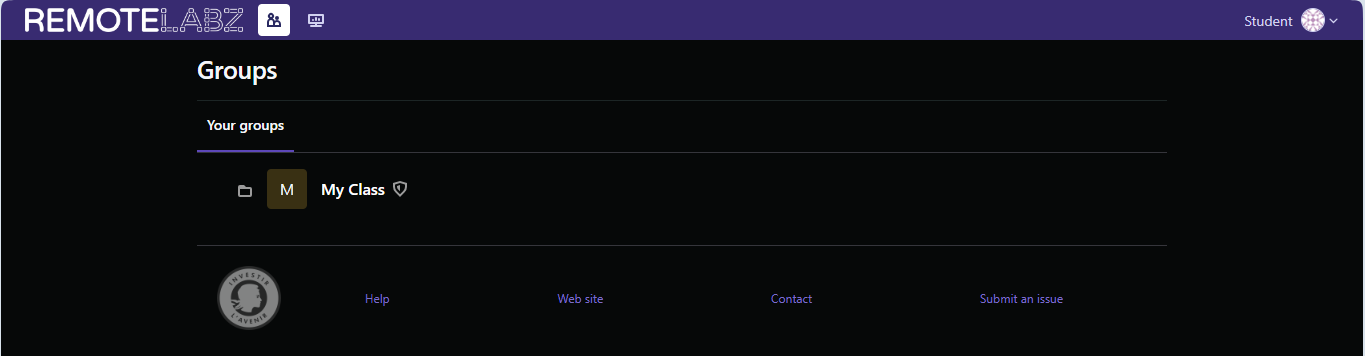 REMOTELABZ
Student
Groups
Your groups
M My Class
INVESTIR L'AVENIR
Help
Web site
Contact
Submit an issue